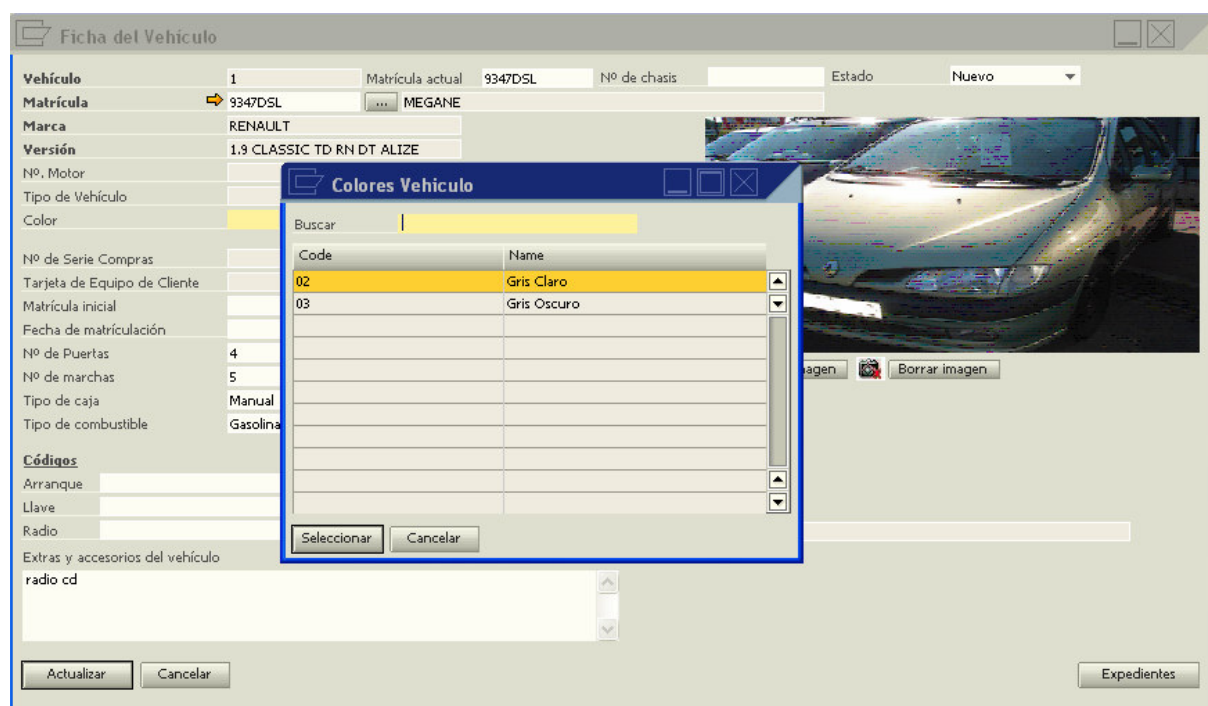 Ficha del Vehículo
Vehículo 1 Matrícula actual 9347DSL Nº de chasis Estado Nuevo
Matrícula 9347DSL ... MEGANE
Marca RENAULT
Versión 1.9 CLASSIC TD RN DT ALIZE
Nº. Motor
Tipo de Vehículo
Color
Nº de Serie Compras
Tarjeta de Equipo de Cliente
Matrícula inicial
Fecha de matrículación
Nº de Puertas 4
Nº de marchas 5
Tipo de caja Manual
Tipo de combustible Gasolina
Colores Vehiculo
Buscar
Code Name
02 Gris Claro
03 Gris Oscuro
Seleccionar Cancelar
agen Borrar imagen
Códigos
Arranque
Llave
Radio
Extras y accesorios del vehículo
radio cd
Actualizar Cancelar Expedientes